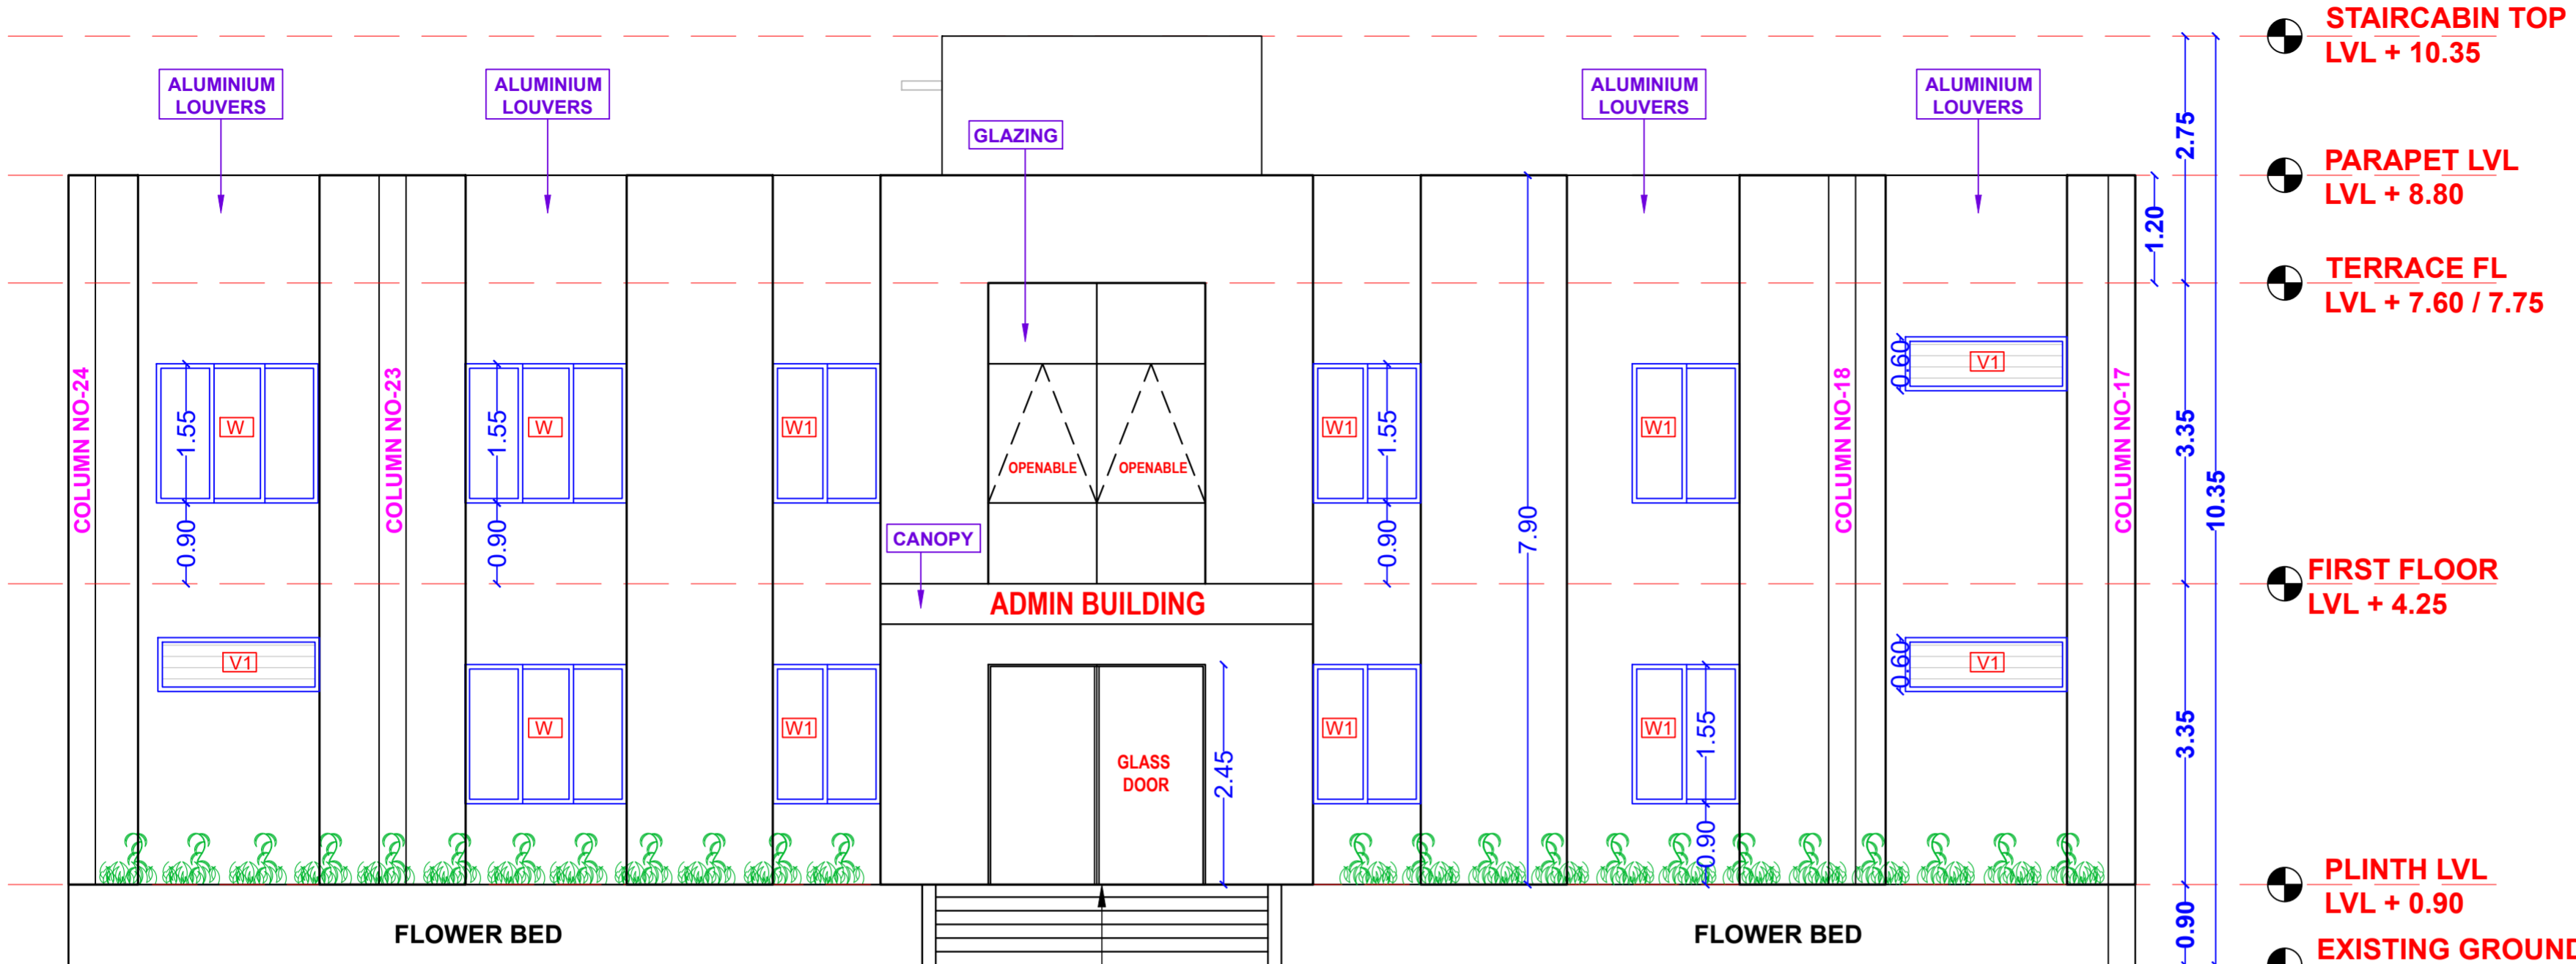 STAIRCABIN TOP
LVL + 10.35
ALUMINIUM
LOUVERS
ALUMINIUM
LOUVERS
ALUMINIUM
LOUVERS
ALUMINIUM
LOUVERS
GLAZING
2.75
PARAPET LVL
LVL + 8.80
1.20
TERRACE FL
LVL + 7.60 / 7.75
COLUMN NO-24
1.55
W
COLUMN NO-23
1.55
W
W1
OPENABLE
OPENABLE
W1
1.55
W1
COLUMN NO-18
0.60
V1
COLUMN NO-17
3.35
10.35
0.90
0.90
CANOPY
0.90
7.90
FIRST FLOOR
LVL + 4.25
ADMIN BUILDING
V1
0.60
V1
W
W1
GLASS
DOOR
2.45
W1
W1
1.55
3.35
0.90
PLINTH LVL
LVL + 0.90
FLOWER BED
FLOWER BED
0.90
EXISTING GROUND